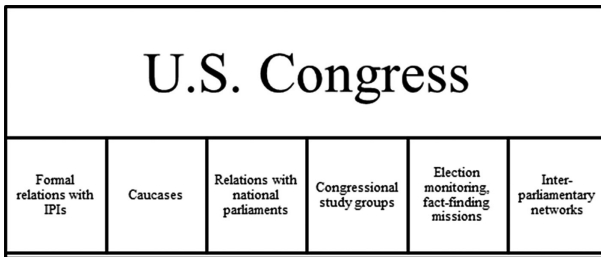 U.S. Congress
Formal
relations with
IPIs
Caucases
Relations with
national
parliaments
Congressional
study groups
Election
monitoring,
fact-finding
missions
Inter-
parliamentary
networks